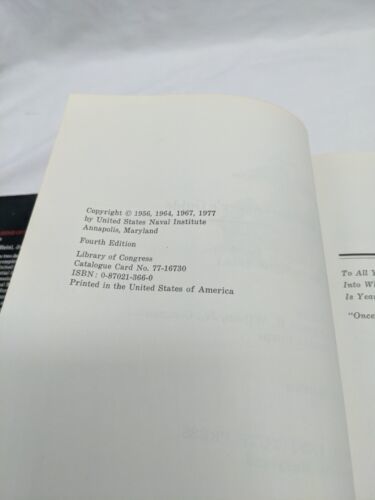 Copyright © 1956, 1964, 1967, 1977
by United States Naval Institute
Annapolis, Maryland
Fourth Edition
Library of Congress
Catalogue Card No. 77-16730
ISBN: 0-87021-366-0
Printed in the United States of America
To All
Into
Is
"Once